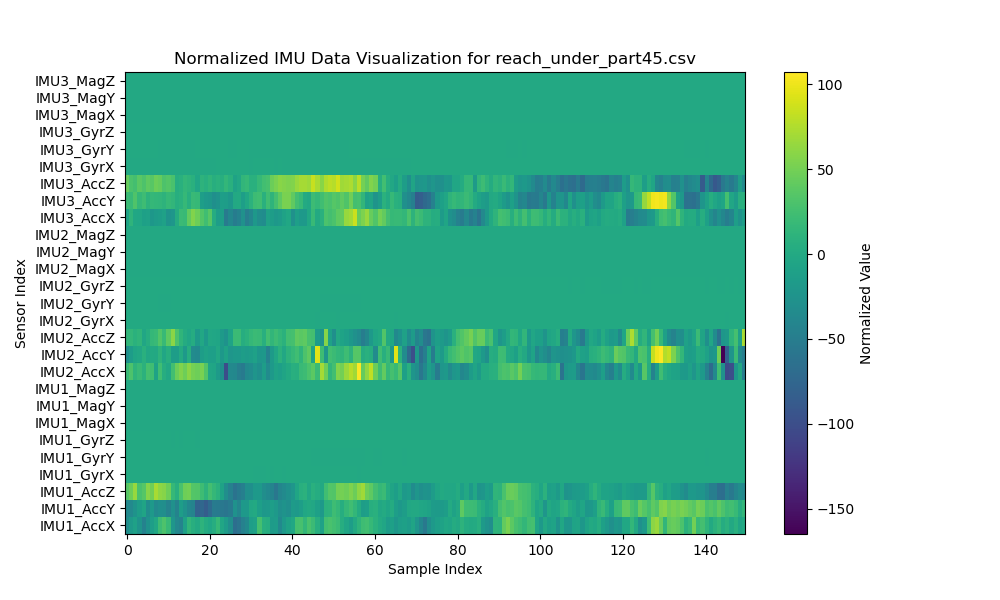 Normalized IMU Data Visualization for reach_under_part45.csv
Sensor Index
IMU3_MagZ
IMU3_MagY
IMU3_MagX
IMU3_GyrZ
IMU3_GyrY
IMU3_GyrX
IMU3_AccZ
IMU3_AccY
IMU3_AccX
IMU2_MagZ
IMU2_MagY
IMU2_MagX
IMU2_GyrZ
IMU2_GyrY
IMU2_GyrX
IMU2_AccZ
IMU2_AccY
IMU2_AccX
IMU1_MagZ
IMU1_MagY
IMU1_MagX
IMU1_GyrZ
IMU1_GyrY
IMU1_GyrX
IMU1_AccZ
IMU1_AccY
IMU1_AccX
0 20 40 60 80 100 120 140
Sample Index
100
50
0
−50
−100
−150
Normalized Value